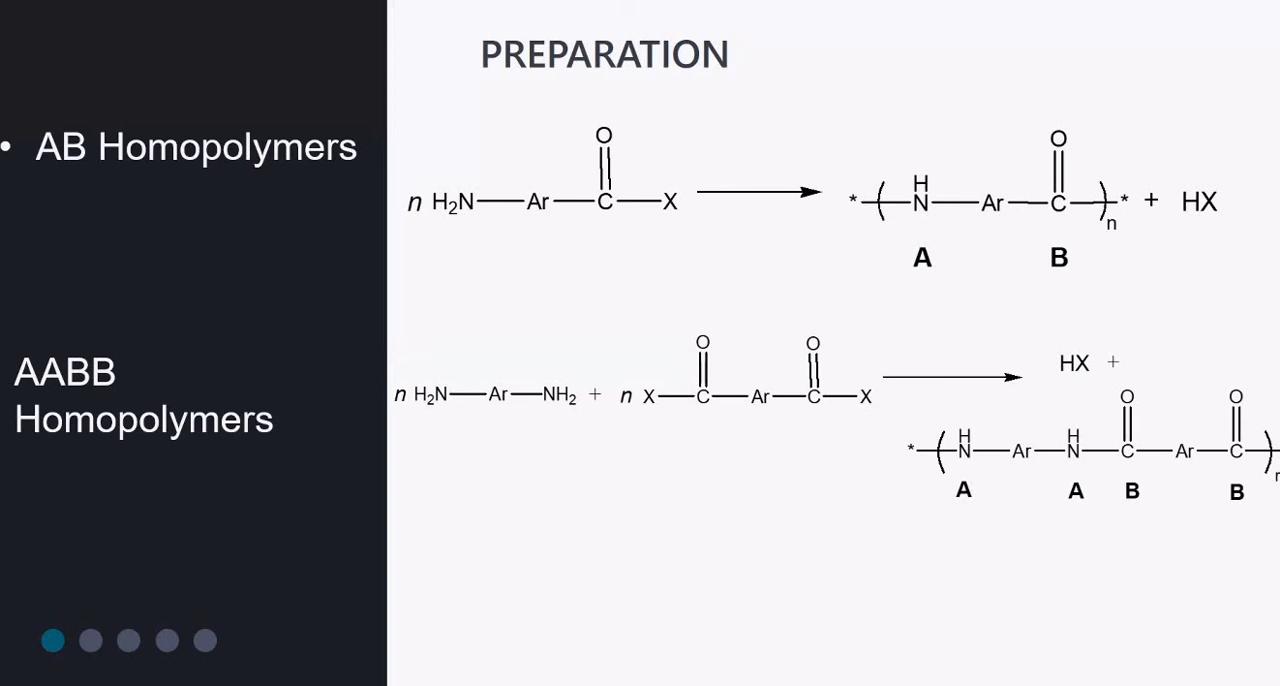 PREPARATION
• AB Homopolymers
O
O
n H₂N—Ar—C—X
H
*—(—N—Ar—C—)n—* + HX
A B
AABB
Homopolymers
O O
n H₂N—Ar—NH₂ + n X—C—Ar—C—X
HX +
O O
H H
*—(—N—Ar—N—C—Ar—C—)n
A A B B